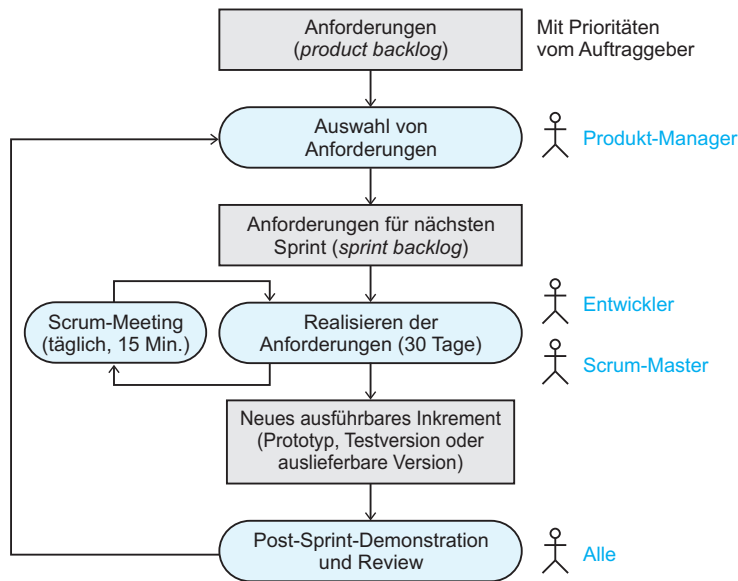 Anforderungen
(product backlog)
Mit Prioritäten
vom Auftraggeber
Auswahl von
Anforderungen
Produkt-Manager
Anforderungen für nächsten
Sprint (sprint backlog)
Scrum-Meeting
(täglich, 15 Min.)
Realisieren der
Anforderungen (30 Tage)
Entwickler
Scrum-Master
Neues ausführbares Inkrement
(Prototyp, Testversion oder
auslieferbare Version)
Post-Sprint-Demonstration
und Review
Alle